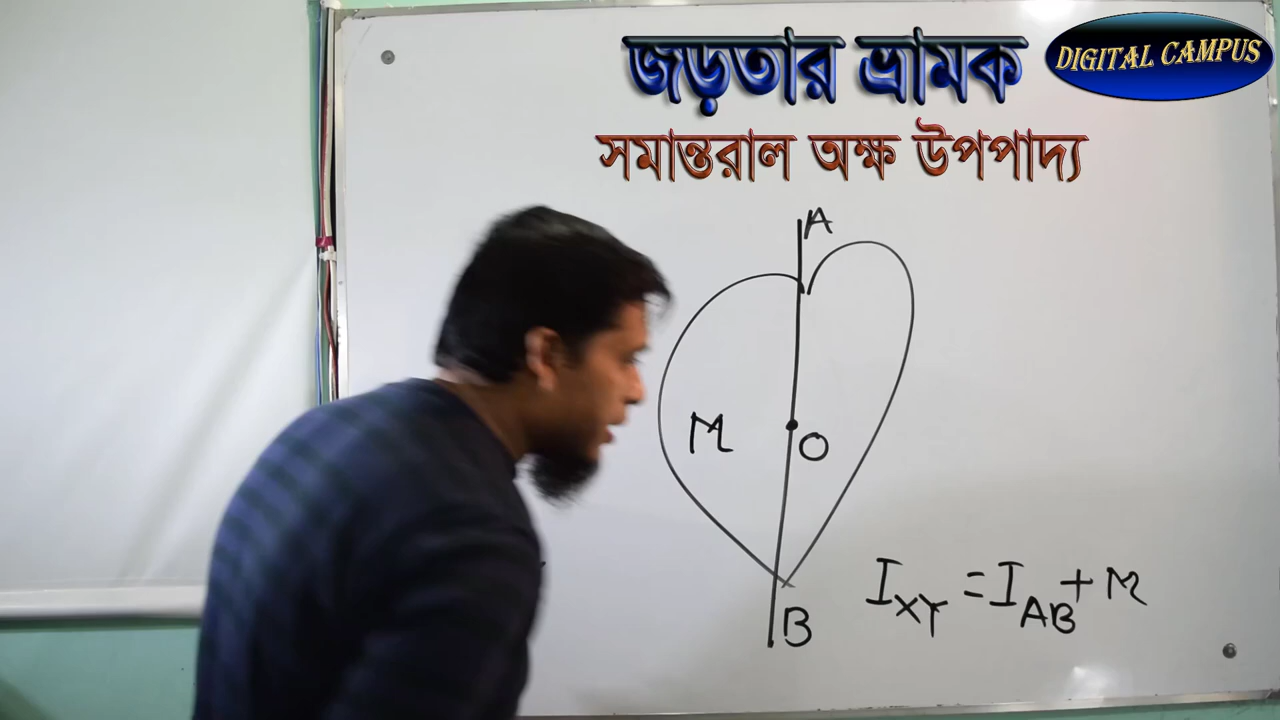 জড়তার ভ্রামক
DIGITAL CAMPUS
সমান্তরাল অক্ষ উপপাদ্য
A
M
O
I_XY = I_AB + M
B